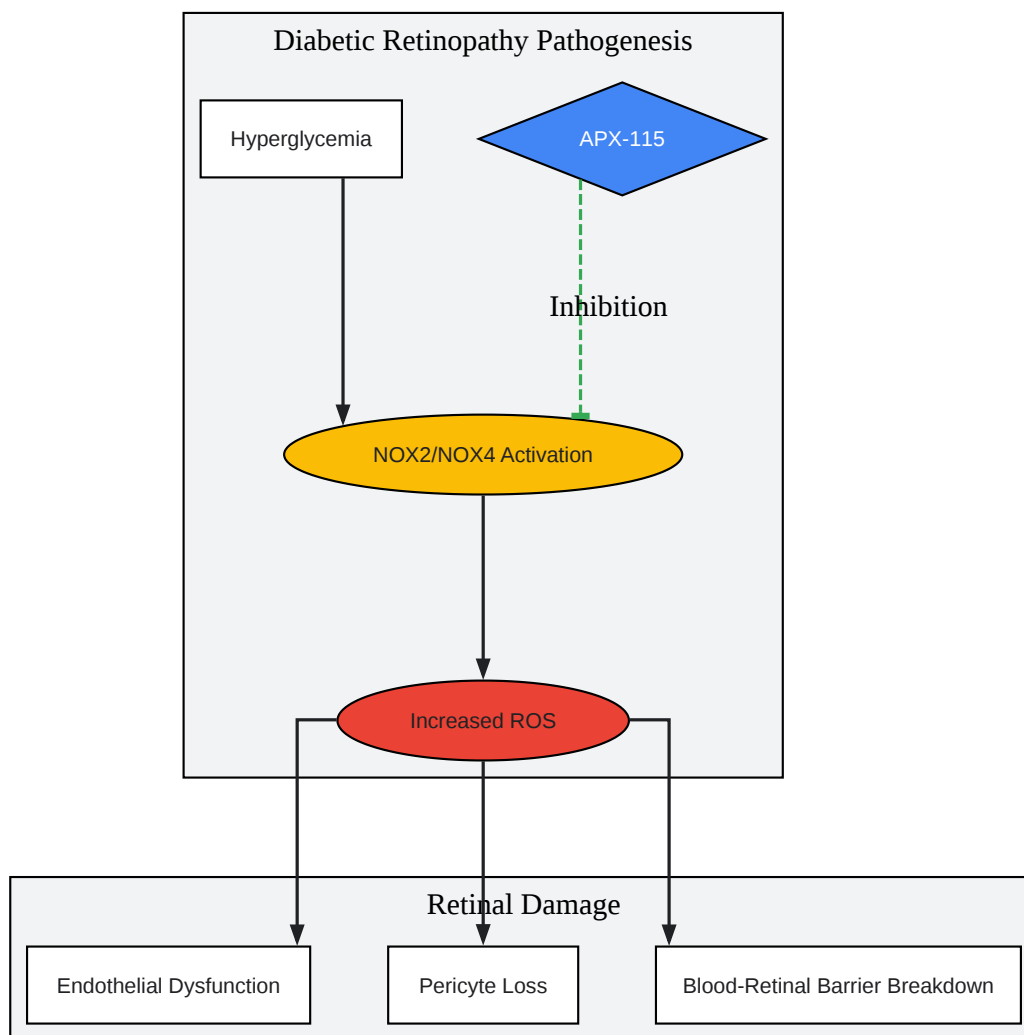 Diabetic Retinopathy Pathogenesis
Hyperglycemia
APX-115
Inhibition
NOX2/NOX4 Activation
Increased ROS
Retinal Damage
Endothelial Dysfunction
Pericyte Loss
Blood-Retinal Barrier Breakdown